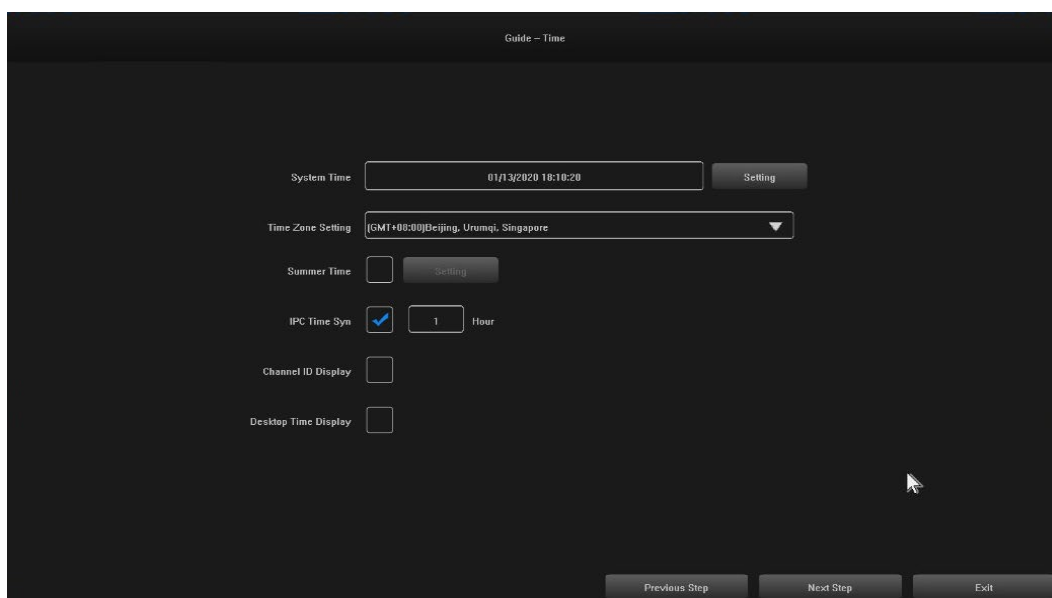 Guide – Time
System Time 01/13/2020 18:18:20 Setting
Time Zone Setting [GMT+08:00]Beijing, Urumqi, Singapore
Summer Time Setting
IPC Time Syn 1 Hour
Channel ID Display
Desktop Time Display
Previous Step Next Step Exit